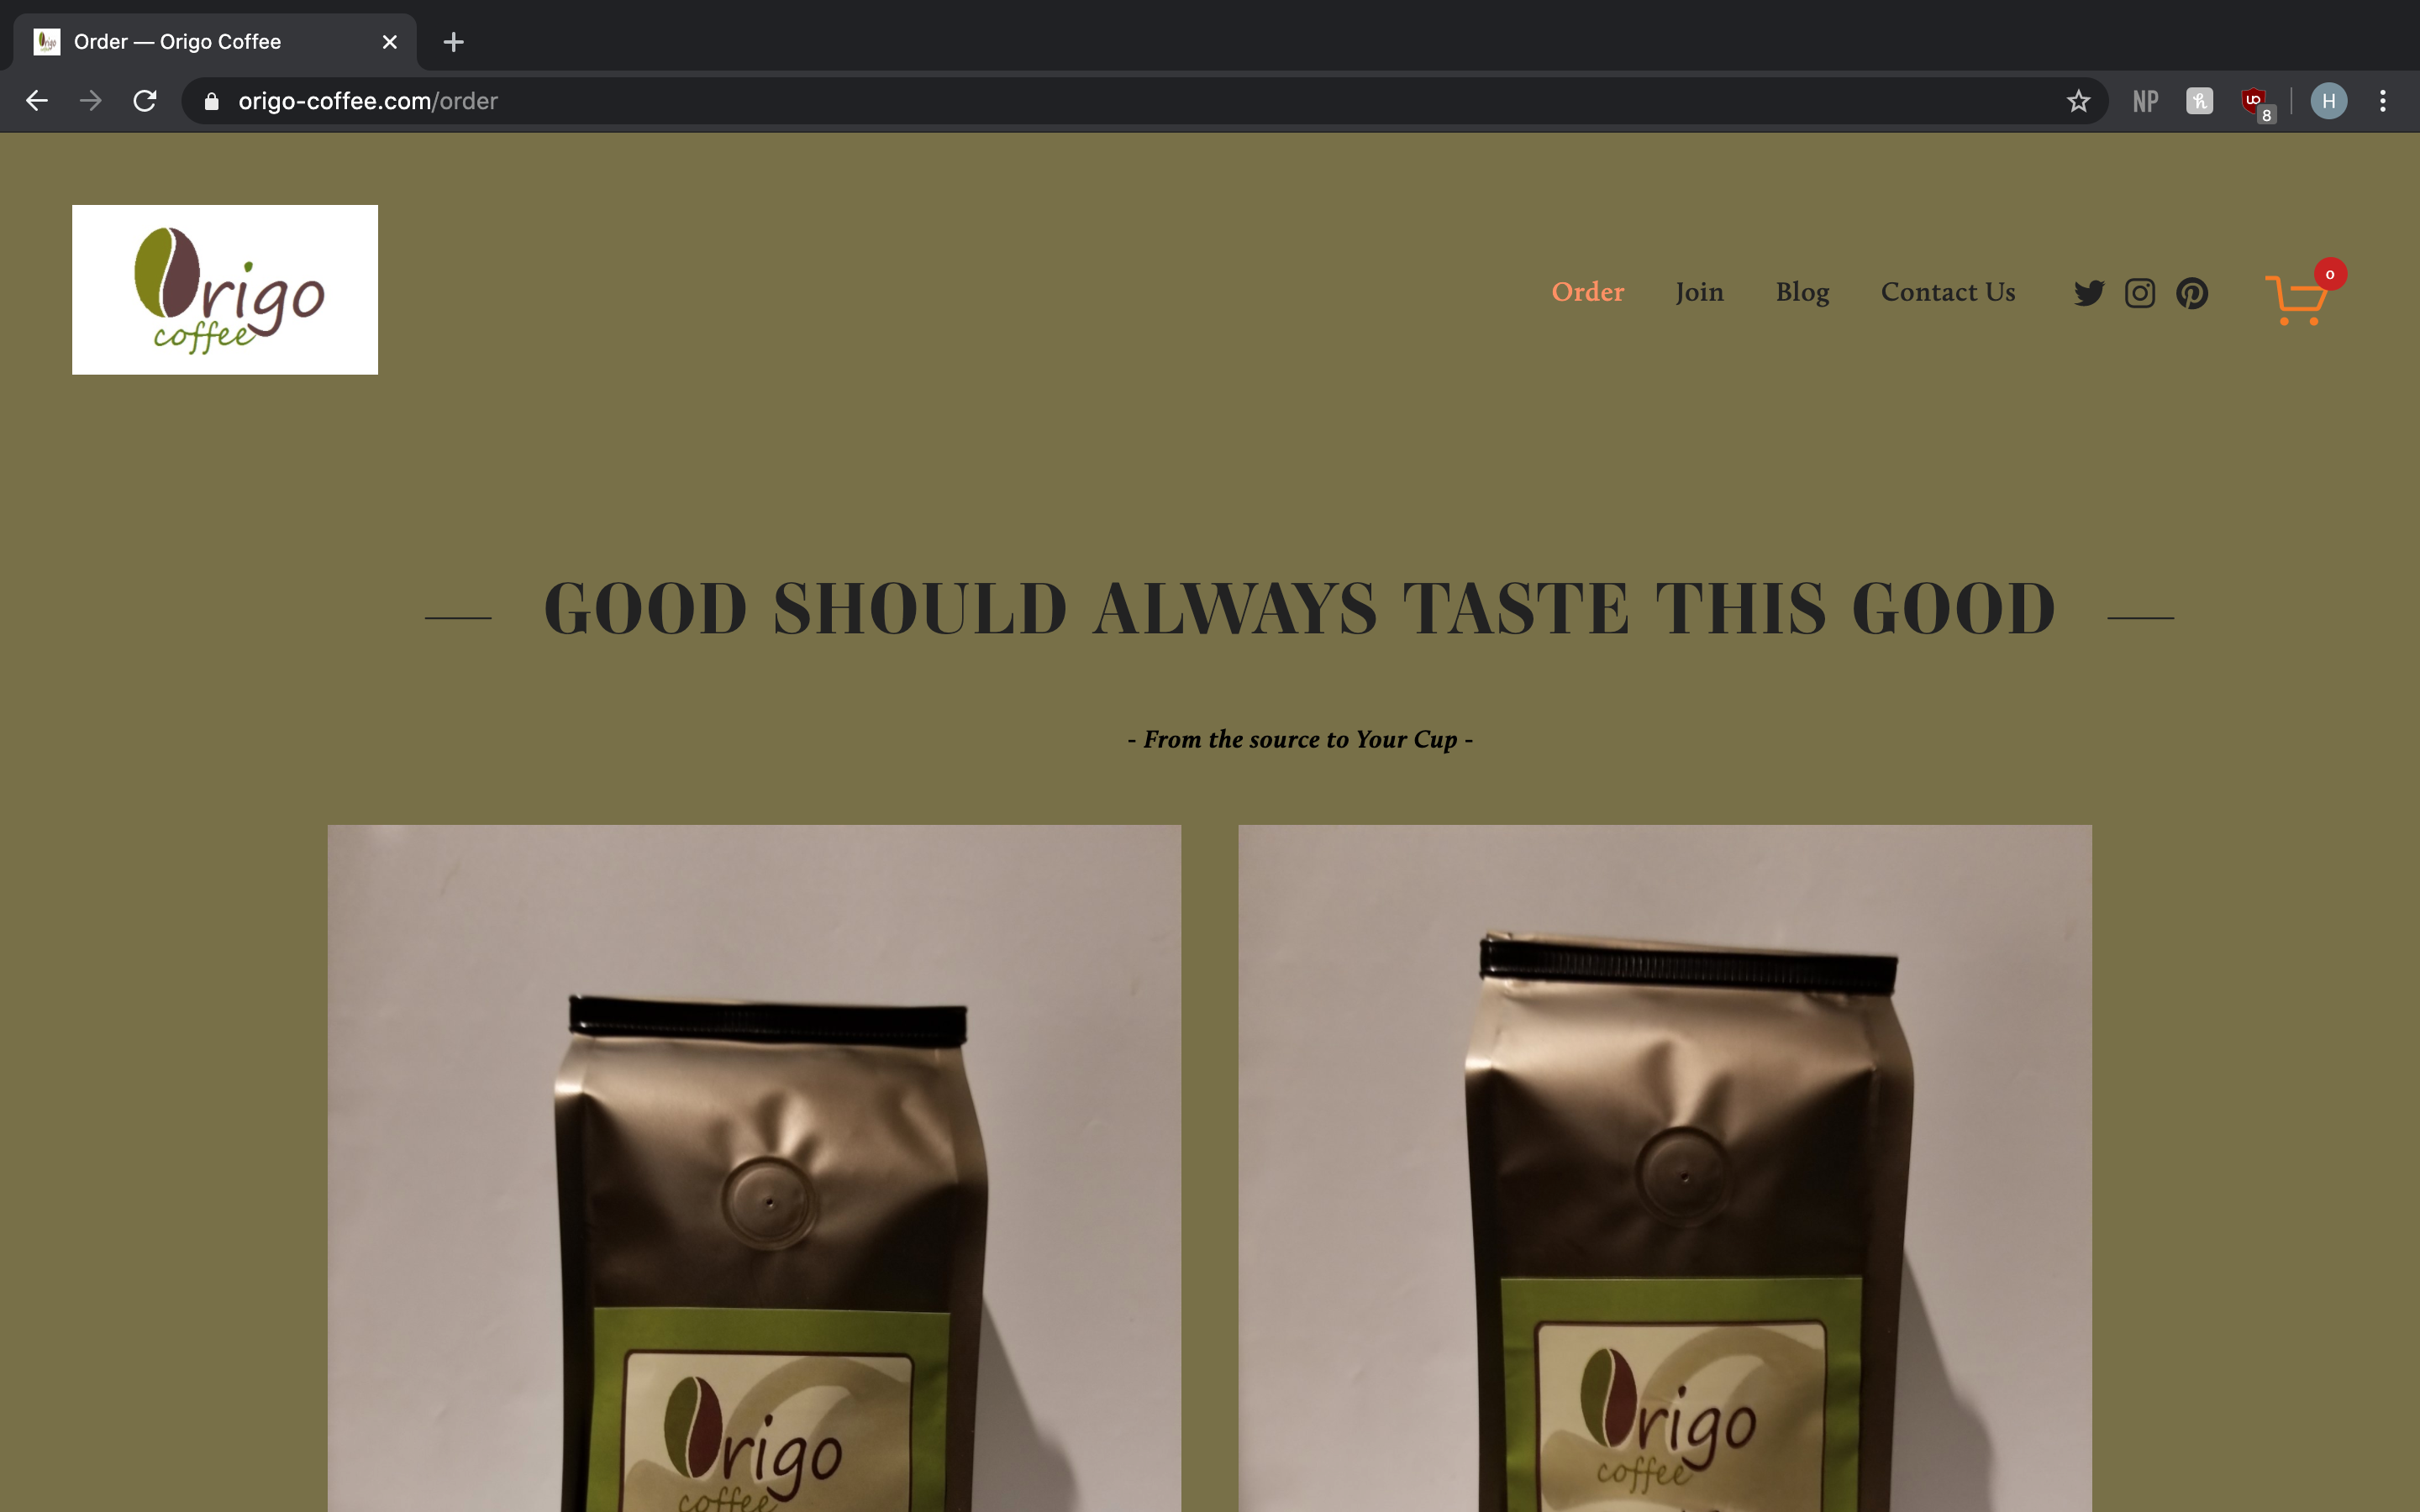 Order — Origo Coffee
origo-coffee.com/order
NP
8
H
Origo
coffee
Order
Join
Blog
Contact Us
0
GOOD SHOULD ALWAYS TASTE THIS GOOD
- From the source to Your Cup -
Origo
coffee
Origo
coffee